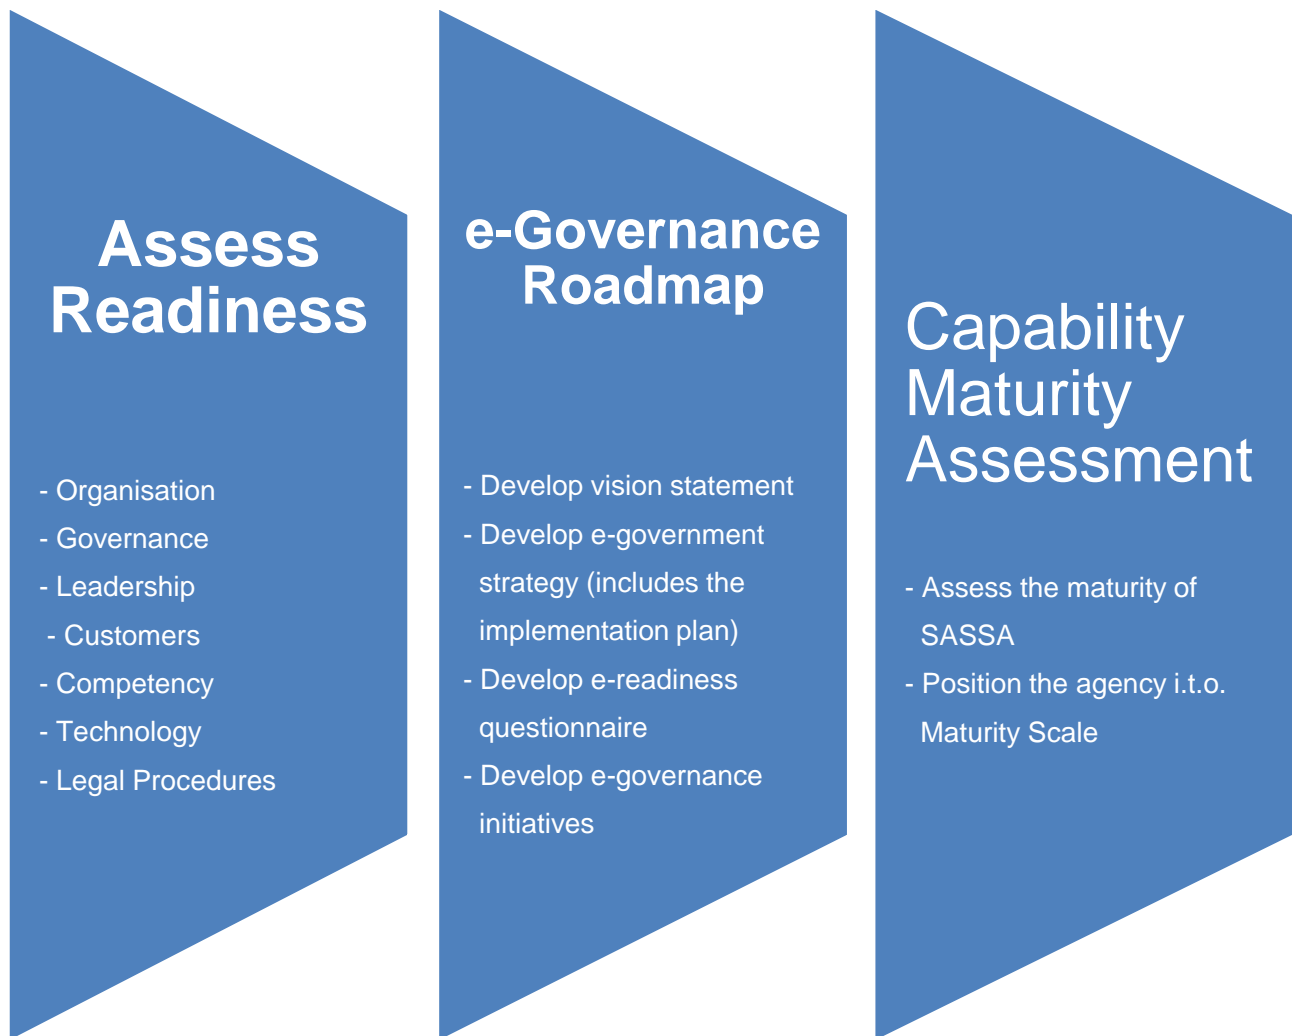 Assess
Readiness
- Organisation
- Governance
- Leadership
- Customers
- Competency
- Technology
- Legal Procedures
e-Governance
Roadmap
- Develop vision statement
- Develop e-government
strategy (includes the
implementation plan)
- Develop e-readiness
questionnaire
- Develop e-governance
initiatives
Capability
Maturity
Assessment
- Assess the maturity of
SASSA
- Position the agency i.t.o.
Maturity Scale